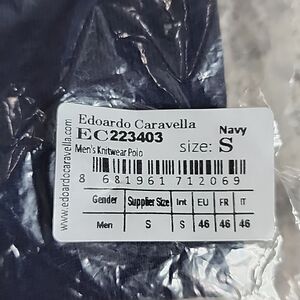 www.edoardocaravella.com
Edoardo Caravella
EC223403 Navy
Men's Knitwear Polo size: S
8 681961 712069
Gender Supplier Size Int EU FR IT
Men S S 46 46 46